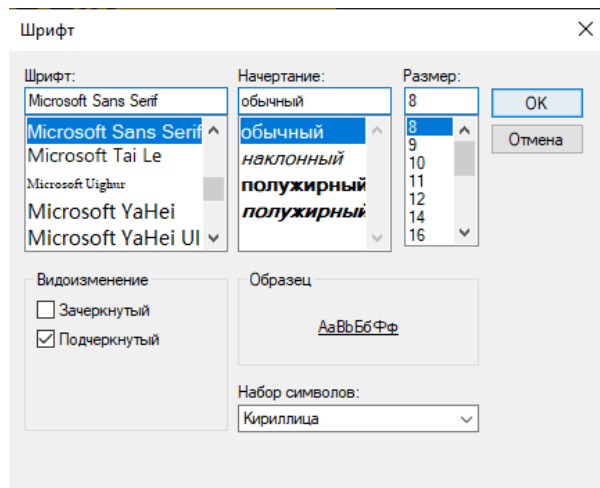 Шрифт
Шрифт:
Microsoft Sans Serif
Microsoft Sans Serif
Microsoft Tai Le
Microsoft Uighur
Microsoft YaHei
Microsoft YaHei UI
Начертание:
обычный
обычный
наклонный
полужирный
полужирный
Размер:
8
8
9
10
11
12
14
16
OK
Отмена
Видоизменение
Зачеркнутый
Подчеркнутый
Образец
АаBbБбФф
Набор символов:
Кириллица